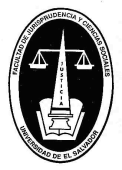 FACULTAD DE JURISPRUDENCIA Y CIENCIAS SOCIALES
JUSTICIA
UNIVERSIDAD DE EL SALVADOR